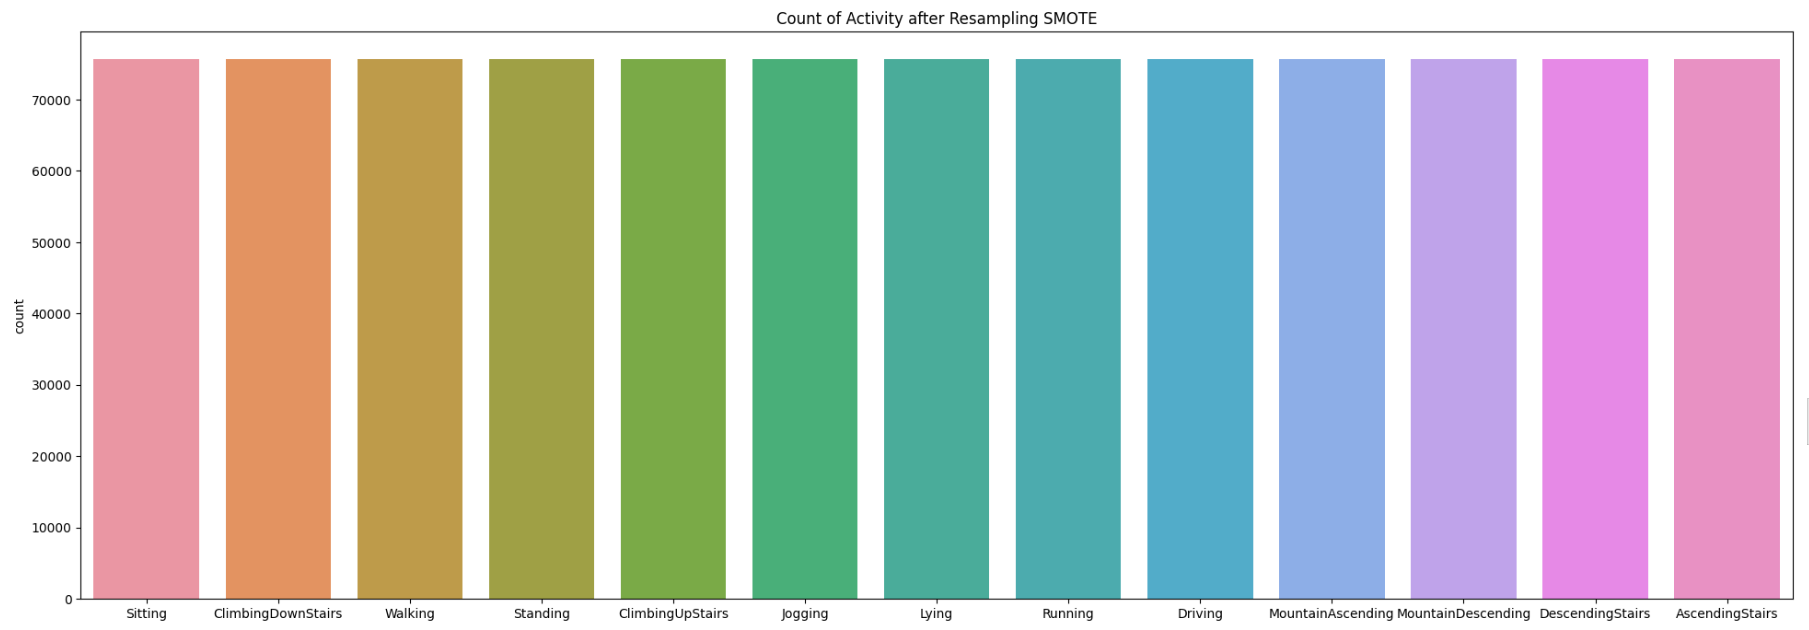 Count of Activity after Resampling SMOTE
70000
60000
50000
40000
30000
20000
10000
0
count
Sitting ClimbingDownStairs Walking Standing ClimbingUpStairs Jogging Lying Running Driving MountainAscending MountainDescending DescendingStairs AscendingStairs